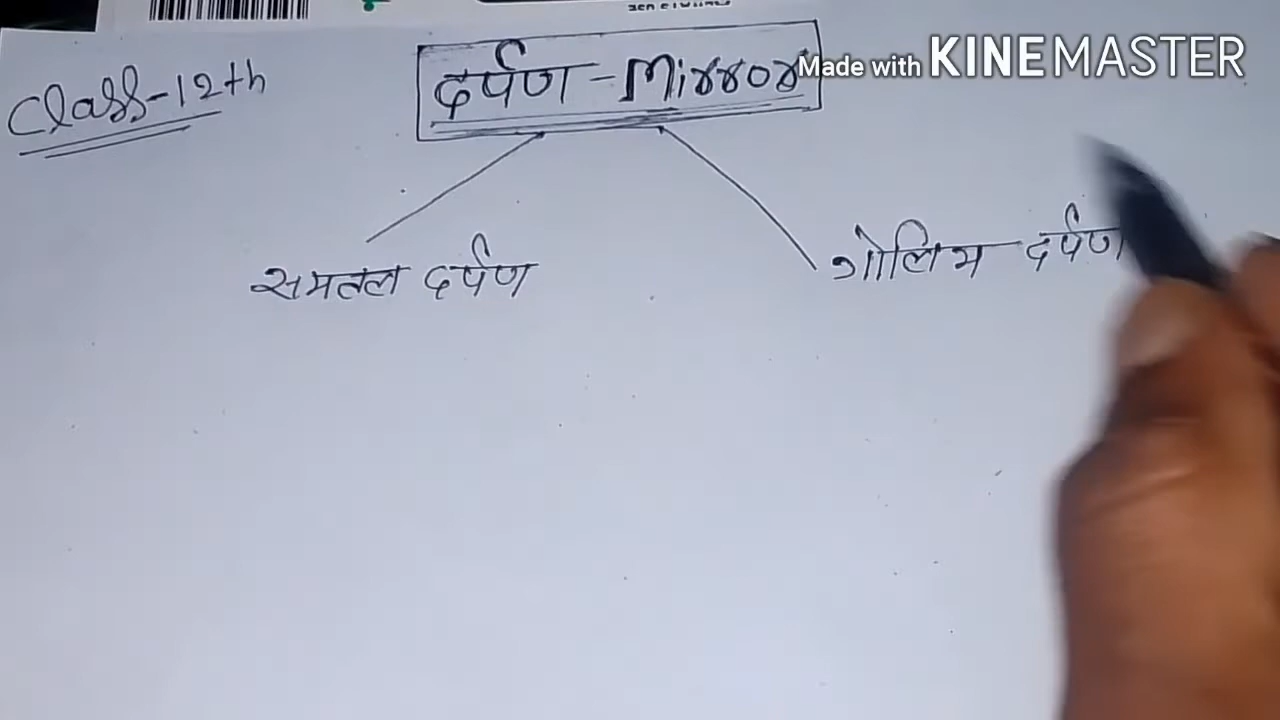 Class-12th
दर्पण - Mirror
Made with KINEMASTER
समतल दर्पण
गोलिय दर्पण